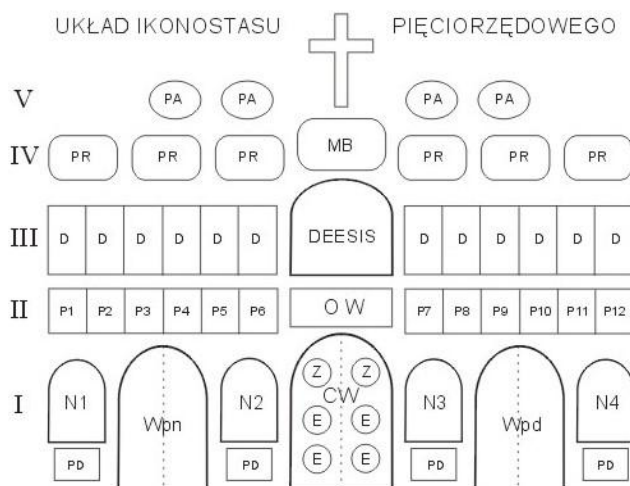 UKŁAD IKONOSTASU PIĘCIORZĘDOWEGO
V PA PA PA PA
IV PR PR PR MB PR PR PR
III D D D D D D DEESIS D D D D D D
II P1 P2 P3 P4 P5 P6 O W P7 P8 P9 P10 P11 P12
Z Z
I N1 Wpn N2 CW N3 Wpd N4
E E
E E
PD PD PD PD